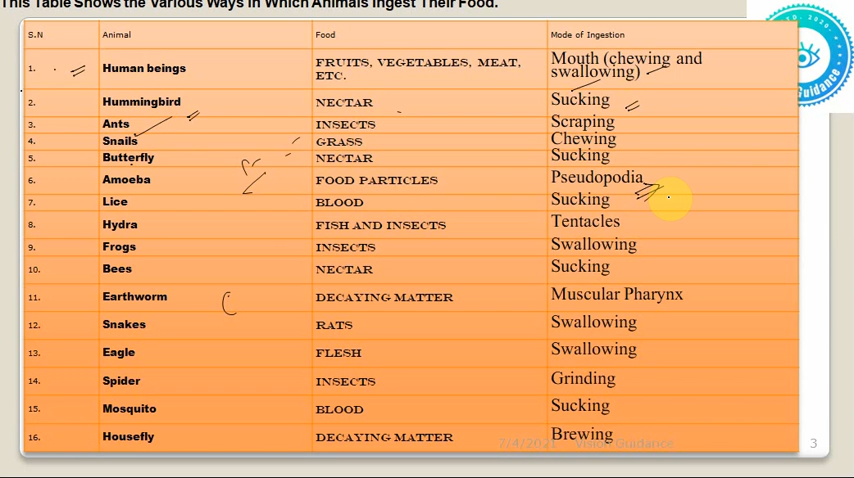 This Table Shows the Various Ways in Which Animals Ingest Their Food.
S.N Animal Food Mode of Ingestion
1. Human beings FRUITS, VEGETABLES, MEAT, ETC. Mouth (chewing and swallowing)
2. Hummingbird NECTAR Sucking
3. Ants INSECTS Scraping
4. Snails GRASS Chewing
5. Butterfly NECTAR Sucking
6. Amoeba FOOD PARTICLES Pseudopodia
7. Lice BLOOD Sucking
8. Hydra FISH AND INSECTS Tentacles
9. Frogs INSECTS Swallowing
10. Bees NECTAR Sucking
11. Earthworm DECAYING MATTER Muscular Pharynx
12. Snakes RATS Swallowing
13. Eagle FLESH Swallowing
14. Spider INSECTS Grinding
15. Mosquito BLOOD Sucking
16. Housefly DECAYING MATTER Brewing
7/4/2021 Vision Guidance 3